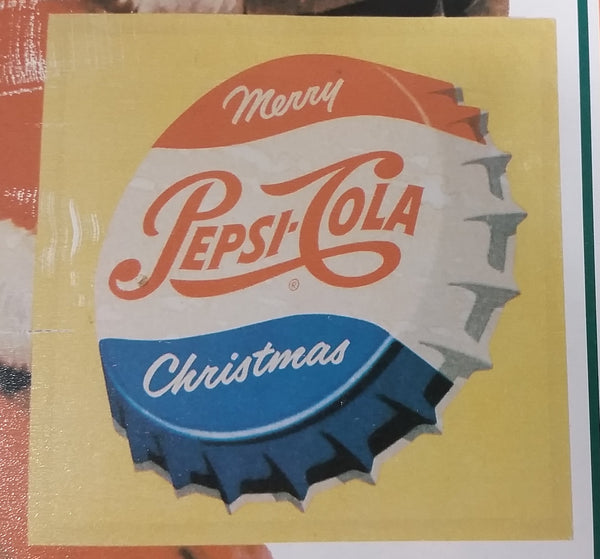 Merry
PEPSI-COLA
®
Christmas